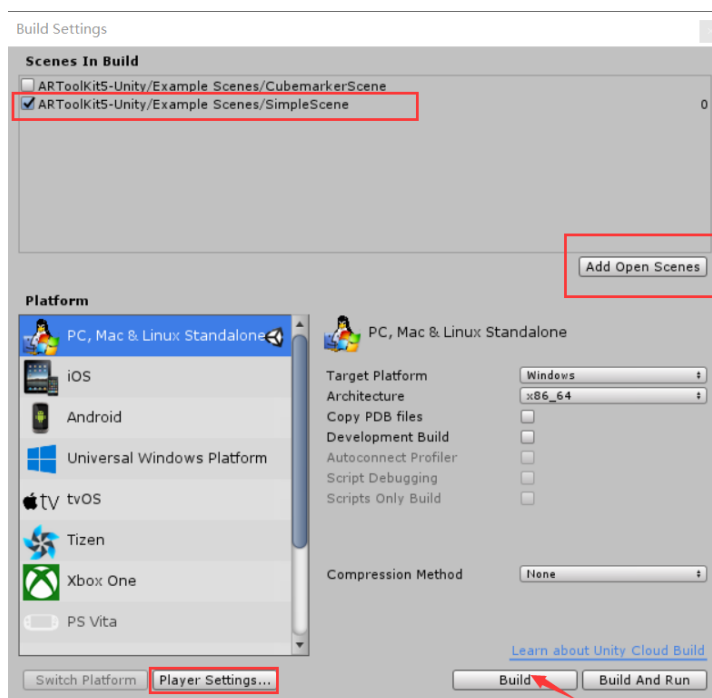 Build Settings
Scenes In Build
ARToolKit5-Unity/Example Scenes/CubemarkerScene
ARToolKit5-Unity/Example Scenes/SimpleScene 0
Add Open Scenes
Platform
PC, Mac & Linux Standalone
iOS
Android
Universal Windows Platform
tv tvOS
Tizen
Xbox One
PS Vita
PC, Mac & Linux Standalone
Target Platform Windows
Architecture x86_64
Copy PDB files
Development Build
Autoconnect Profiler
Script Debugging
Scripts Only Build
Compression Method None
Learn about Unity Cloud Build
Switch Platform Player Settings... Build Build And Run